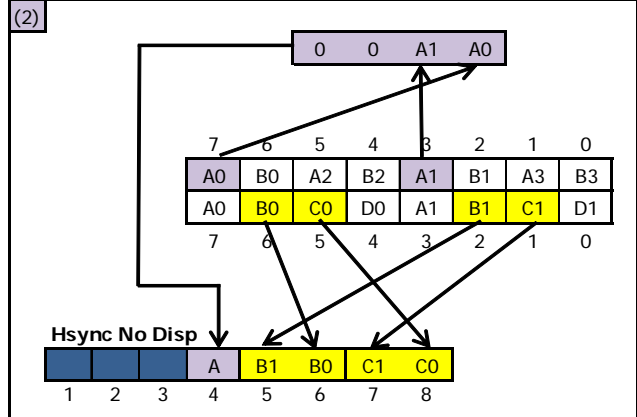 (2)
0 0 A1 A0
7 6 5 4 3 2 1 0
A0 B0 A2 B2 A1 B1 A3 B3
A0 B0 C0 D0 A1 B1 C1 D1
7 6 5 4 3 2 1 0
Hsync No Disp
A B1 B0 C1 C0
1 2 3 4 5 6 7 8